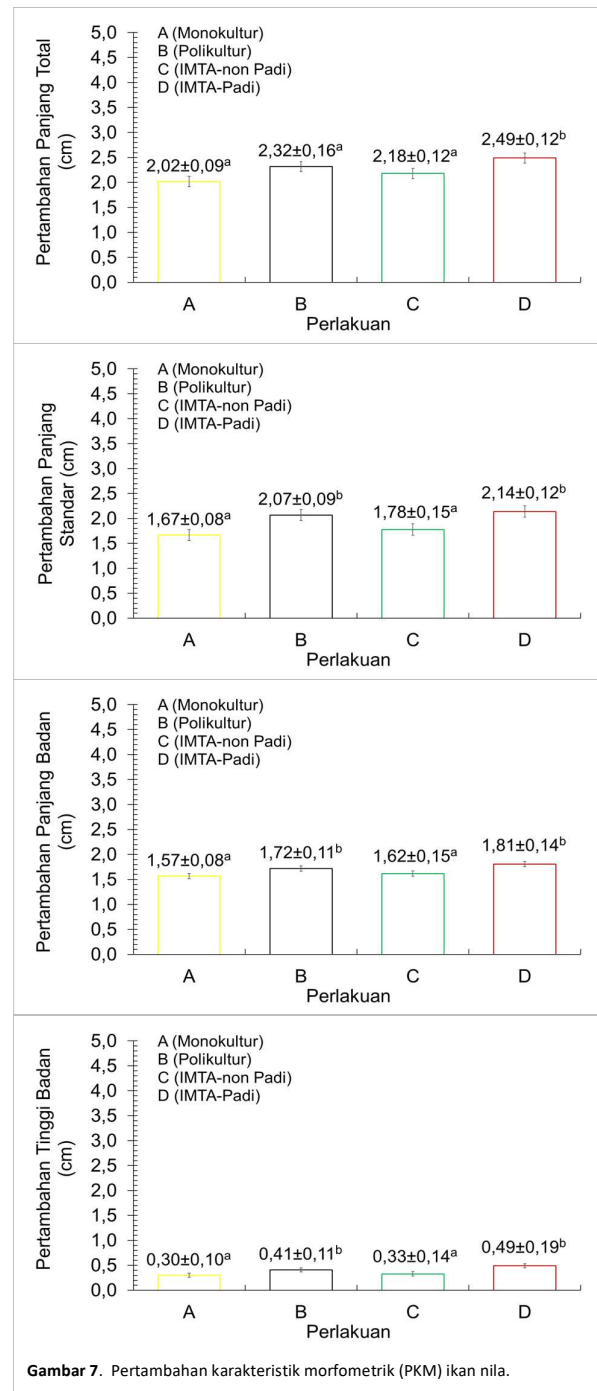 Pertambahan Panjang Total
(cm)
5,0
4,5
4,0
3,5
3,0
2,5
2,0
1,5
1,0
0,5
0,0
A (Monokultur)
B (Polikultur)
C (IMTA-non Padi)
D (IMTA-Padi)
2,02±0,09ᵃ
2,32±0,16ᵃ
2,18±0,12ᵃ
2,49±0,12ᵇ
A B C D
Perlakuan
Pertambahan Panjang
Standar (cm)
5,0
4,5
4,0
3,5
3,0
2,5
2,0
1,5
1,0
0,5
0,0
A (Monokultur)
B (Polikultur)
C (IMTA-non Padi)
D (IMTA-Padi)
1,67±0,08ᵃ
2,07±0,09ᵇ
1,78±0,15ᵃ
2,14±0,12ᵇ
A B C D
Perlakuan
Pertambahan Panjang Badan
(cm)
5,0
4,5
4,0
3,5
3,0
2,5
2,0
1,5
1,0
0,5
0,0
A (Monokultur)
B (Polikultur)
C (IMTA-non Padi)
D (IMTA-Padi)
1,57±0,08ᵃ
1,72±0,11ᵇ
1,62±0,15ᵃ
1,81±0,14ᵇ
A B C D
Perlakuan
Pertambahan Tinggi Badan
(cm)
5,0
4,5
4,0
3,5
3,0
2,5
2,0
1,5
1,0
0,5
0,0
A (Monokultur)
B (Polikultur)
C (IMTA-non Padi)
D (IMTA-Padi)
0,30±0,10ᵃ
0,41±0,11ᵇ
0,33±0,14ᵃ
0,49±0,19ᵇ
A B C D
Perlakuan
Gambar 7. Pertambahan karakteristik morfometrik (PKM) ikan nila.